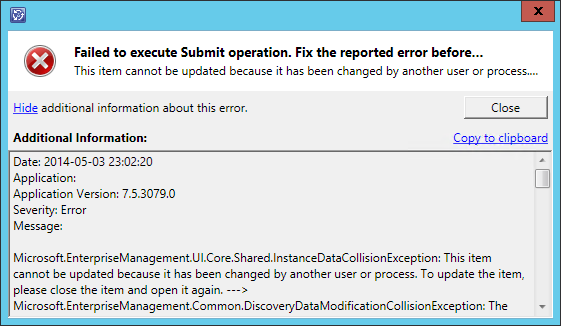 Failed to execute Submit operation. Fix the reported error before...
This item cannot be updated because it has been changed by another user or process....
Hide additional information about this error.
Close
Additional Information:
Copy to clipboard
Date: 2014-05-03 23:02:20
Application:
Application Version: 7.5.3079.0
Severity: Error
Message:
Microsoft.EnterpriseManagement.UI.Core.Shared.InstanceDataCollisionException: This item
cannot be updated because it has been changed by another user or process. To update the item,
please close the item and open it again. --->
Microsoft.EnterpriseManagement.Common.DiscoveryDataModificationCollisionException: The